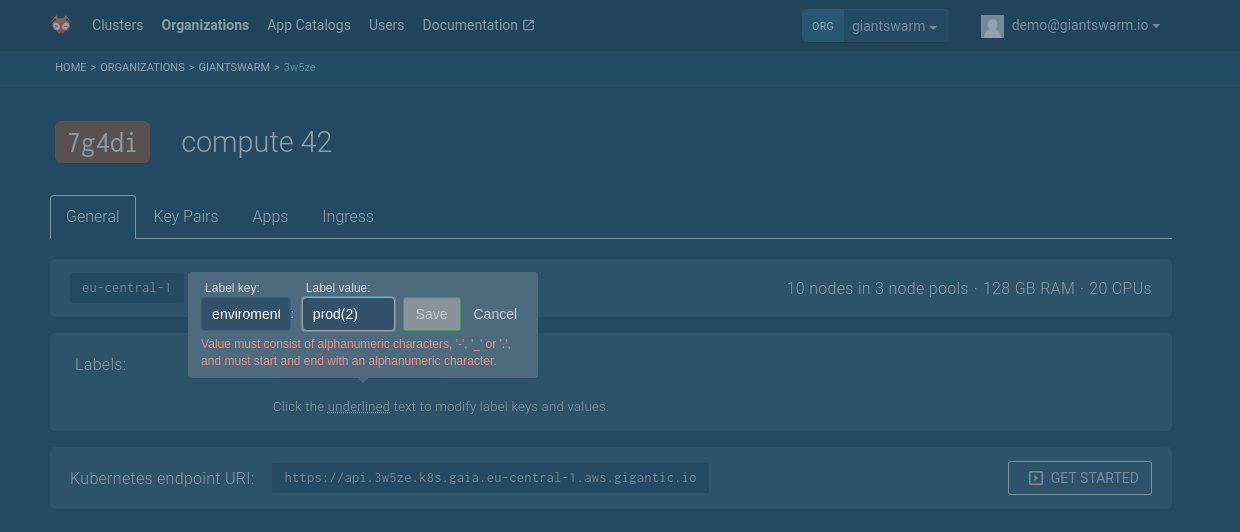 Clusters Organizations App Catalogs Users Documentation ORG giantswarm demo@giantswarm.io
HOME > ORGANIZATIONS > GIANTSWARM > 3w5ze
7g4di compute 42
General Key Pairs Apps Ingress
eu-central-1 10 nodes in 3 node pools · 128 GB RAM · 20 CPUs
Label key: Label value:
enviroment : prod(2) Save Cancel
Value must consist of alphanumeric characters, '-', '_' or '.',
and must start and end with an alphanumeric character.
Labels:
Click the underlined text to modify label keys and values.
Kubernetes endpoint URI: https://api.3w5ze.k8s.gaia.eu-central-1.aws.gigantic.io GET STARTED